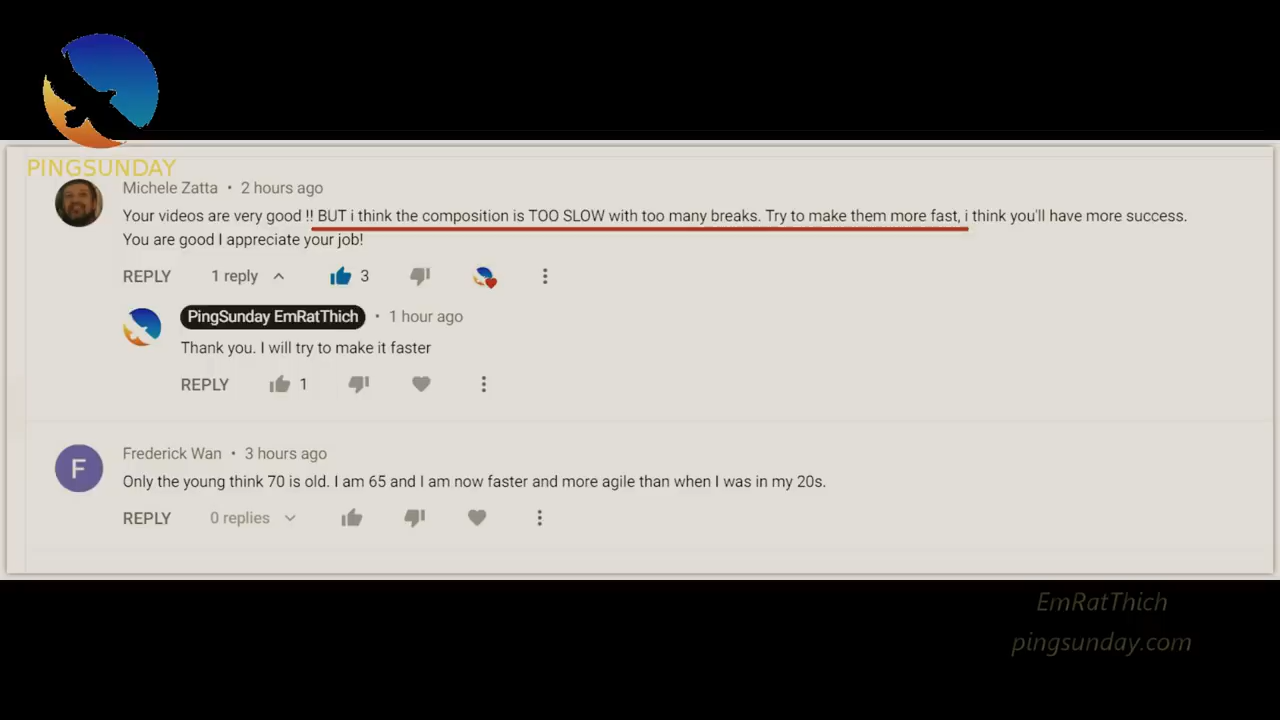 PINGSUNDAY
Michele Zatta • 2 hours ago
Your videos are very good !! BUT i think the composition is TOO SLOW with too many breaks. Try to make them more fast, i think you'll have more success.
You are good I appreciate your job!
REPLY 1 reply 3
PingSunday EmRatThich • 1 hour ago
Thank you. I will try to make it faster
REPLY 1
F
Frederick Wan • 3 hours ago
Only the young think 70 is old. I am 65 and I am now faster and more agile than when I was in my 20s.
REPLY 0 replies
EmRatThich
pingsunday.com